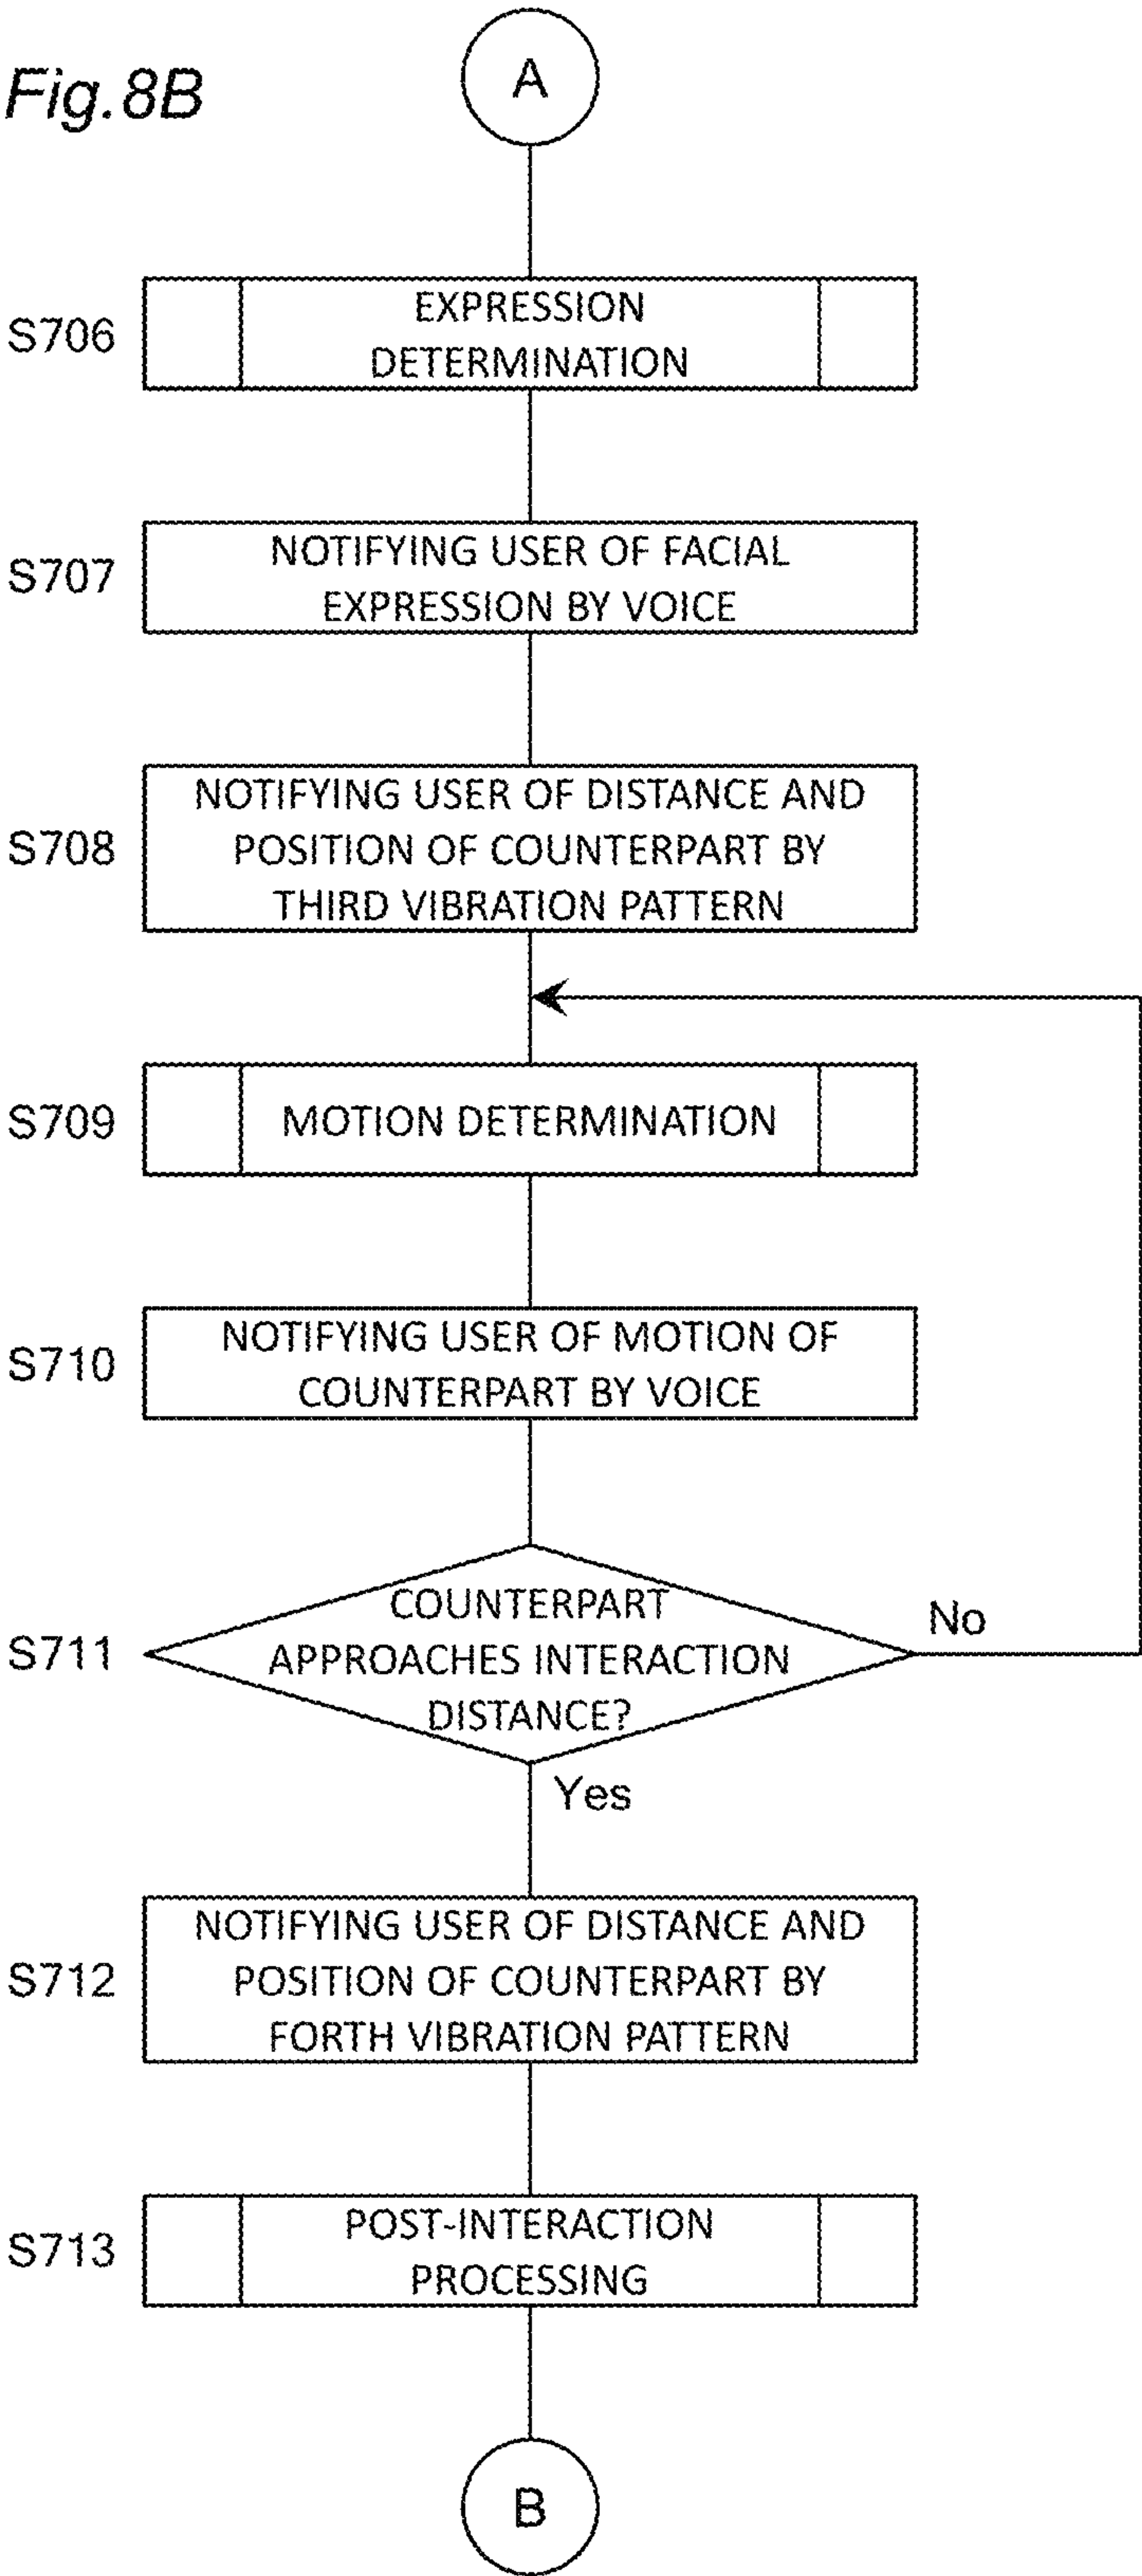 Fig.8B
A
S706
EXPRESSION
DETERMINATION
S707
NOTIFYING USER OF FACIAL
EXPRESSION BY VOICE
S708
NOTIFYING USER OF DISTANCE AND
POSITION OF COUNTERPART BY
THIRD VIBRATION PATTERN
S709
MOTION DETERMINATION
S710
NOTIFYING USER OF MOTION OF
COUNTERPART BY VOICE
S711
COUNTERPART
APPROACHES INTERACTION
DISTANCE?
No
Yes
S712
NOTIFYING USER OF DISTANCE AND
POSITION OF COUNTERPART BY
FORTH VIBRATION PATTERN
S713
POST-INTERACTION
PROCESSING
B